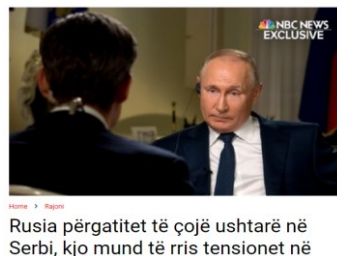 NBC NEWS
EXCLUSIVE
Home > Rajoni
Rusia përgatitet të çojë ushtarë në
Serbi, kjo mund të rris tensionet në